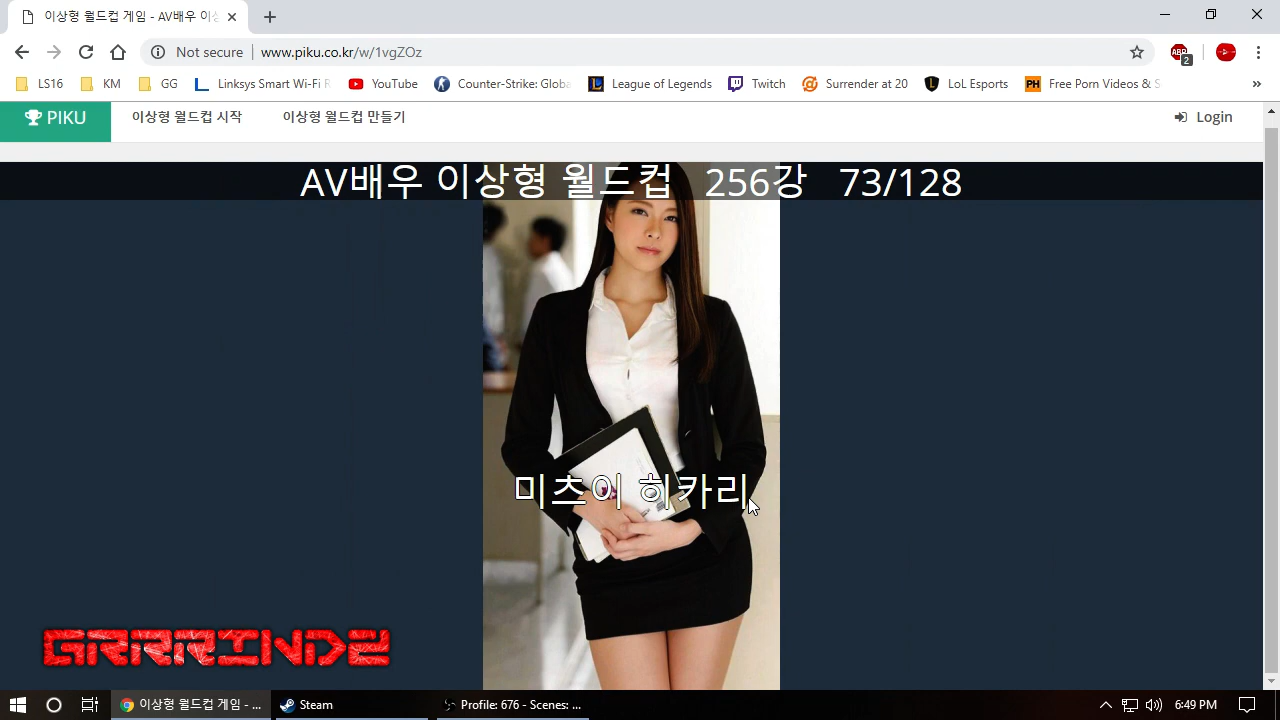 이상형 월드컵 게임 - AV배우 이상
Not secure
www.piku.co.kr/w/1vgZOz
ABP
2
LS16
KM
GG
Linksys Smart Wi-Fi R
YouTube
Counter-Strike: Globa
League of Legends
Twitch
Surrender at 20
LoL Esports
PH
Free Porn Videos & S
PIKU
이상형 월드컵 시작
이상형 월드컵 만들기
Login
AV배우 이상형 월드컵 256강 73/128
미츠이 히카리
GRRRINDZ
이상형 월드컵 게임 - ...
Steam
Profile: 676 - Scenes: ...
6:49 PM